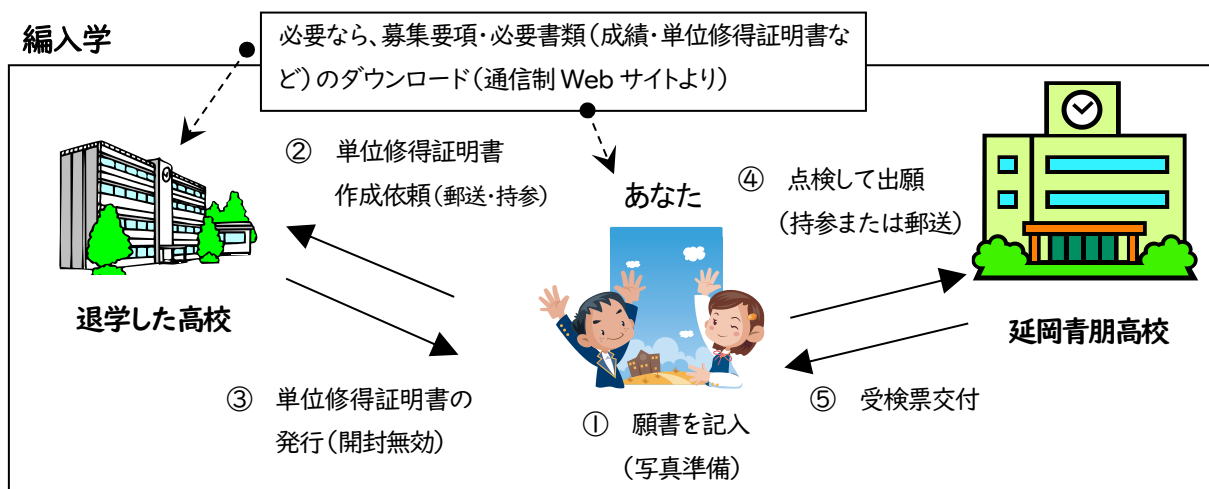 編入学
必要なら、募集要項・必要書類(成績・単位修得証明書な
ど)のダウンロード(通信制 Web サイトより)
② 単位修得証明書
作成依頼(郵送・持参)
あなた
④ 点検して出願
(持参または郵送)
退学した高校
延岡青朋高校
③ 単位修得証明書の
発行(開封無効)
① 願書を記入
(写真準備)
⑤ 受検票交付